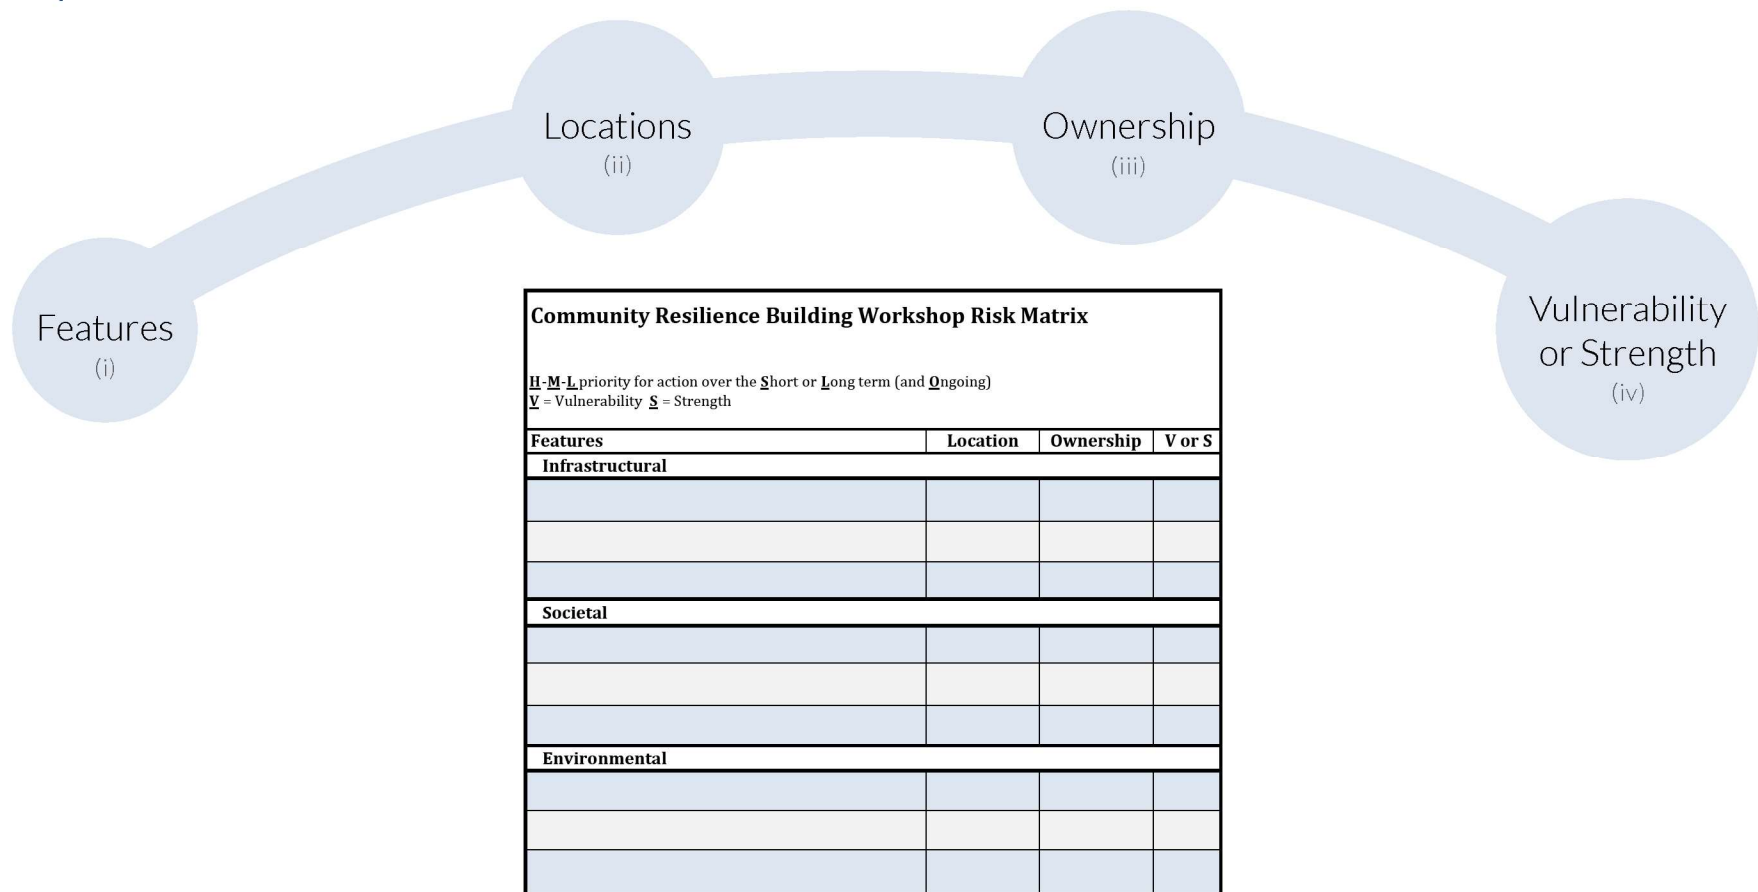 Features
(i)
Locations
(ii)
Ownership
(iii)
Vulnerability
or Strength
(iv)
Community Resilience Building Workshop Risk Matrix
H-M-L priority for action over the Short or Long term (and Ongoing)
V = Vulnerability S = Strength
Features Location Ownership V or S
Infrastructural
Societal
Environmental